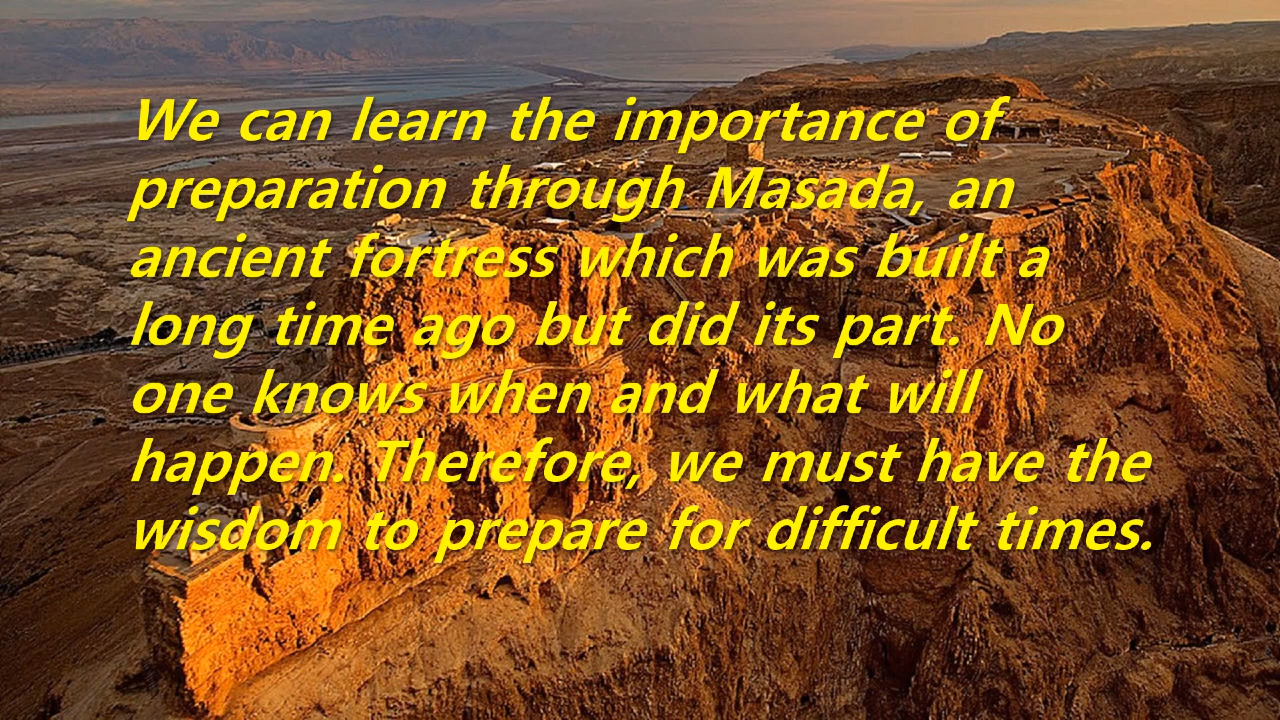 We can learn the importance of
preparation through Masada, an
ancient fortress which was built a
long time ago but did its part. No
one knows when and what will
happen. Therefore, we must have the
wisdom to prepare for difficult times.